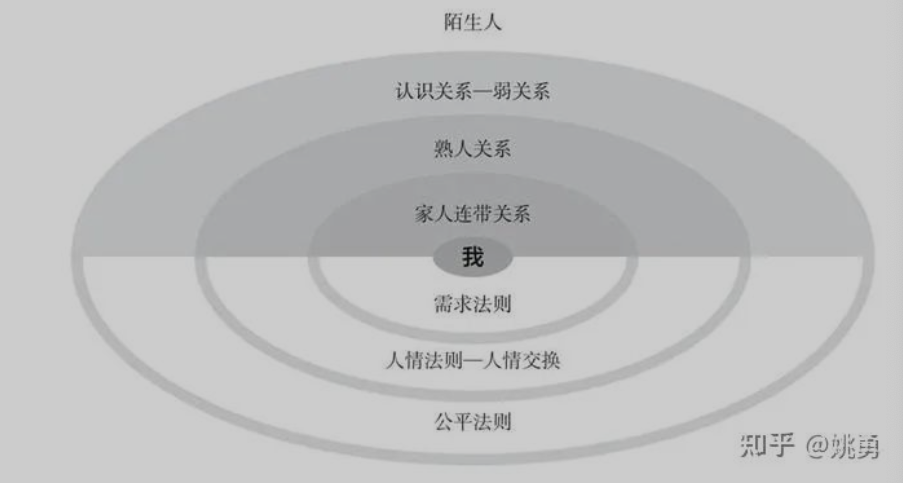 陌生人
认识关系—弱关系
熟人关系
家人连带关系
我
需求法则
人情法则—人情交换
公平法则
知乎 @姚勇